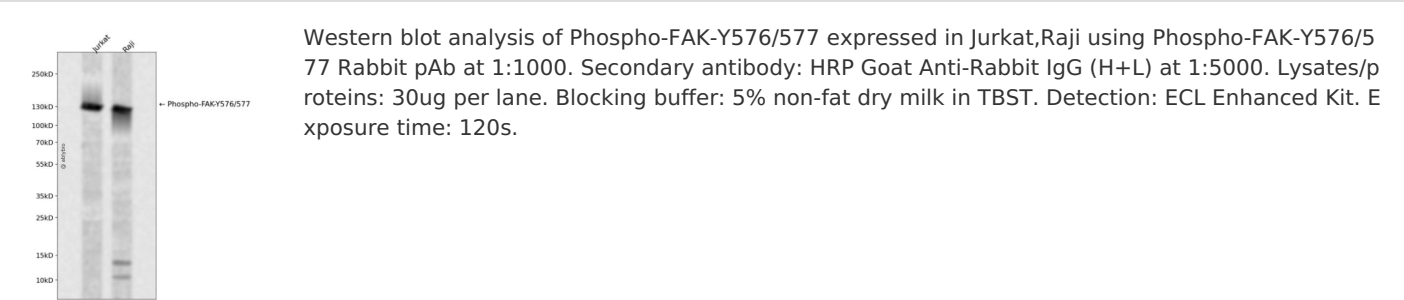 Jurkat
Raji
250kD
130kD
100kD
70kD
55kD
35kD
25kD
15kD
10kD
← Phospho-FAK-Y576/577
© abbybio
Western blot analysis of Phospho-FAK-Y576/577 expressed in Jurkat,Raji using Phospho-FAK-Y576/5
77 Rabbit pAb at 1:1000. Secondary antibody: HRP Goat Anti-Rabbit IgG (H+L) at 1:5000. Lysates/p
roteins: 30ug per lane. Blocking buffer: 5% non-fat dry milk in TBST. Detection: ECL Enhanced Kit. E
xposure time: 120s.